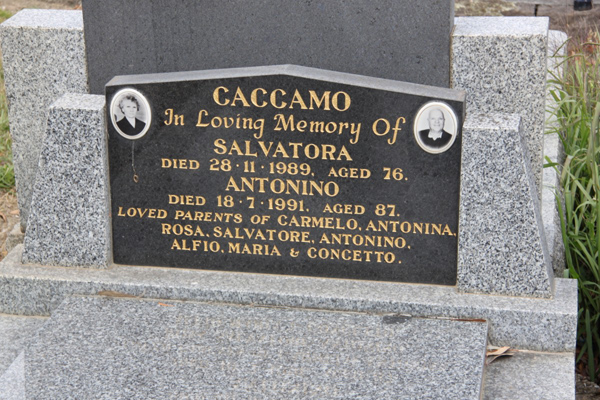 CACCAMO
In Loving Memory Of
SALVATORA
DIED 28·11·1989, AGED 76.
ANTONINO
DIED 18·7·1991, AGED 87.
LOVED PARENTS OF CARMELO, ANTONINA,
ROSA, SALVATORE, ANTONINO,
ALFIO, MARIA & CONCETTO.